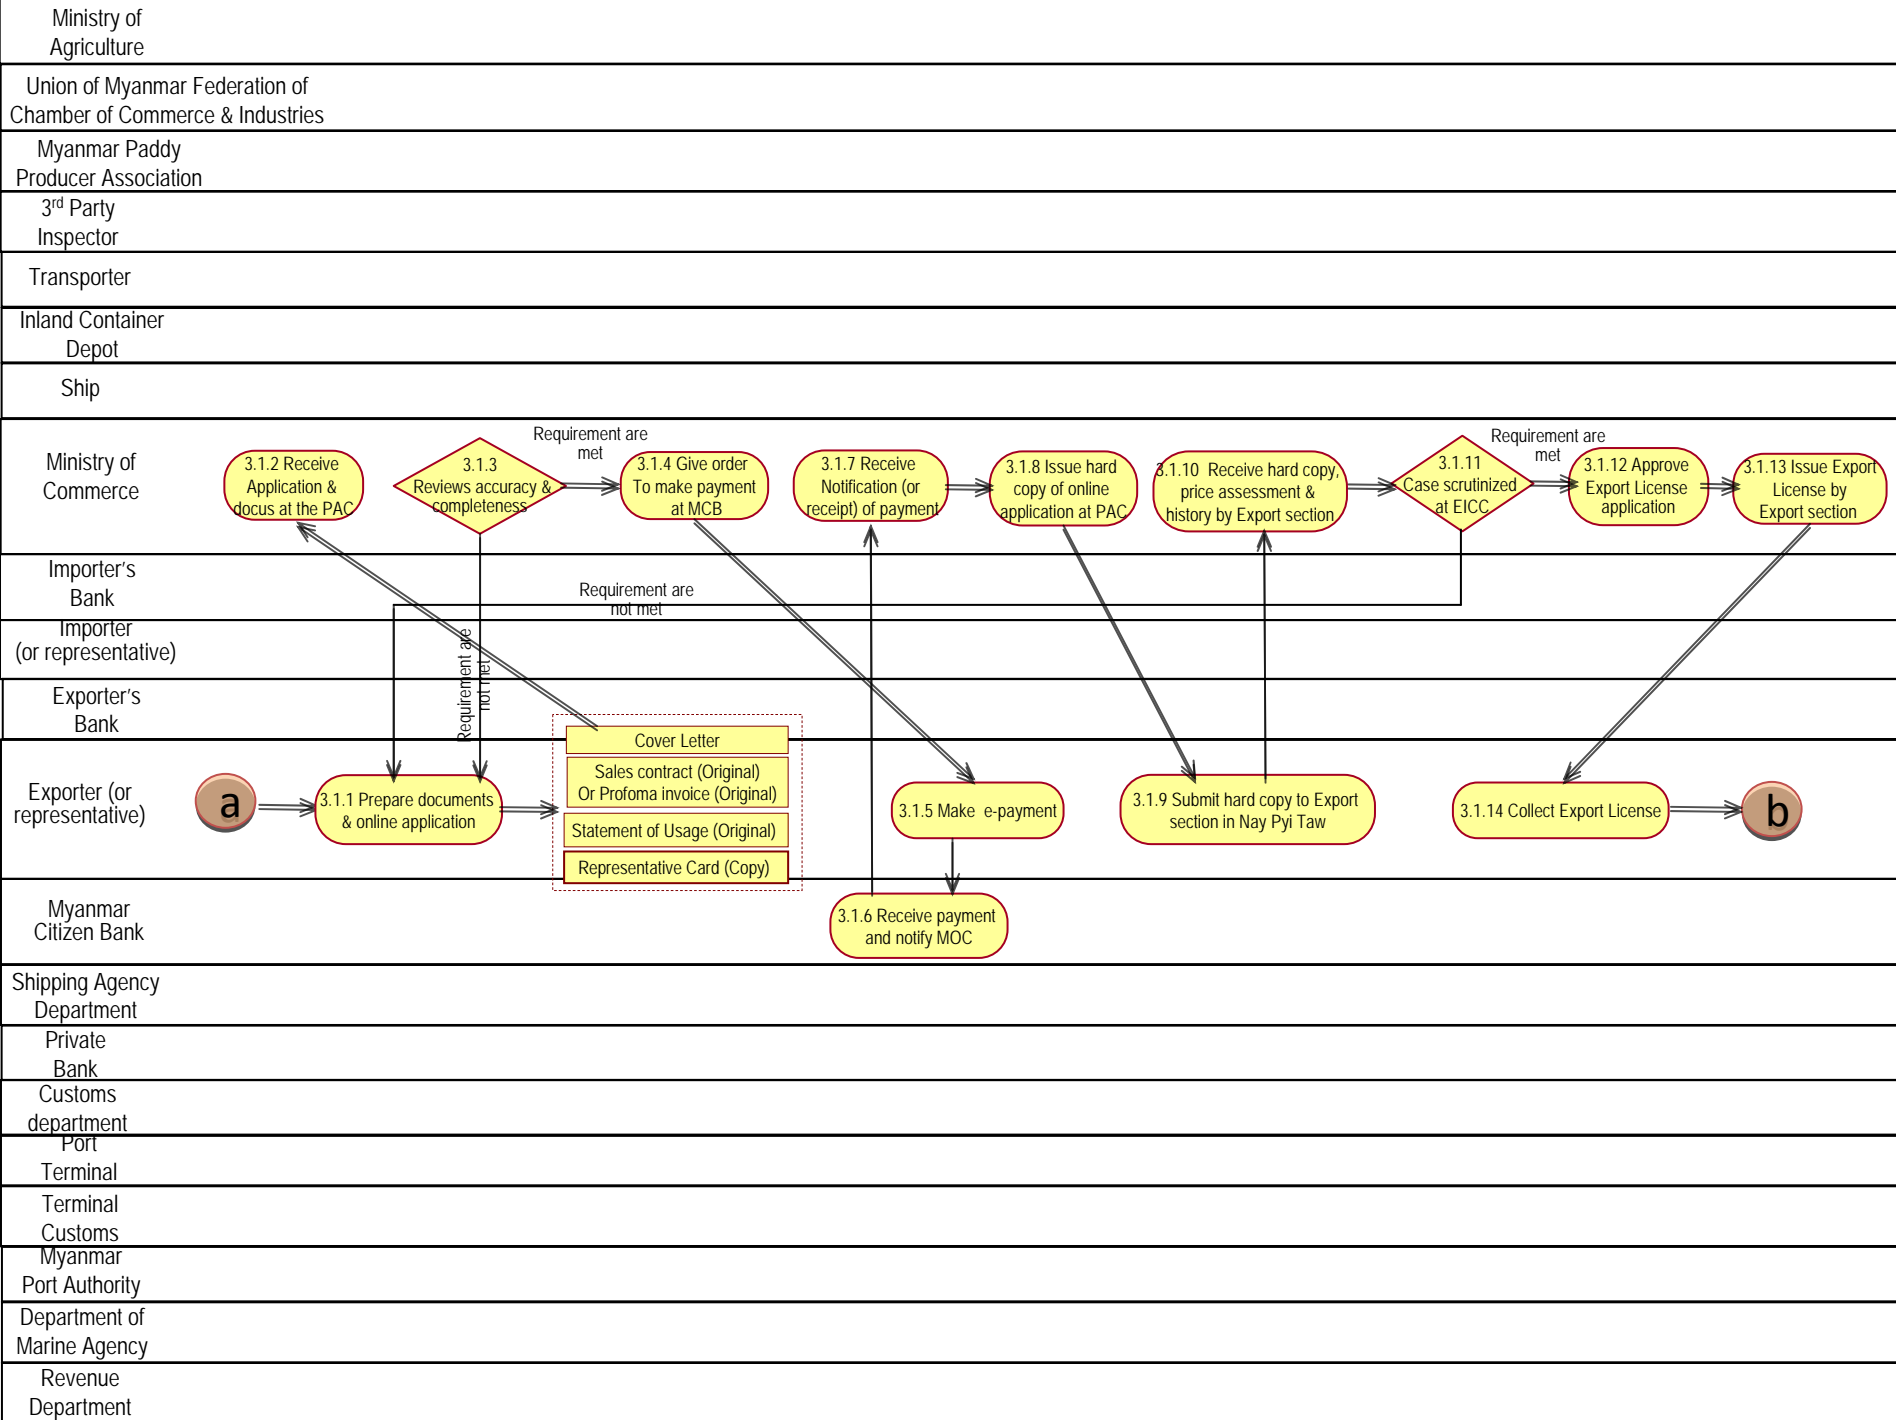 Ministry of
Agriculture
Union of Myanmar Federation of
Chamber of Commerce & Industries
Myanmar Paddy
Producer Association
3rd Party
Inspector
Transporter
Inland Container
Depot
Ship
Ministry of
Commerce
3.1.2 Receive
Application &
docus at the PAC
3.1.3
Reviews accuracy &
completeness
Requirement are
met
3.1.4 Give order
To make payment
at MCB
3.1.7 Receive
Notification (or
receipt) of payment
3.1.8 Issue hard
copy of online
application at PAC
3.1.10 Receive hard copy,
price assessment &
history by Export section
3.1.11
Case scrutinized
at EICC
Requirement are
met
3.1.12 Approve
Export License
application
3.1.13 Issue Export
License by
Export section
Importer's
Bank
Requirement are
not met
Importer
(or representative)
Requirement are
not met
Exporter's
Bank
Exporter (or
representative)
a
3.1.1 Prepare documents
& online application
Cover Letter
Sales contract (Original)
Or Profoma invoice (Original)
Statement of Usage (Original)
Representative Card (Copy)
3.1.5 Make e-payment
3.1.9 Submit hard copy to Export
section in Nay Pyi Taw
3.1.14 Collect Export License
b
Myanmar
Citizen Bank
3.1.6 Receive payment
and notify MOC
Shipping Agency
Department
Private
Bank
Customs
department
Port
Terminal
Terminal
Customs
Myanmar
Port Authority
Department of
Marine Agency
Revenue
Department